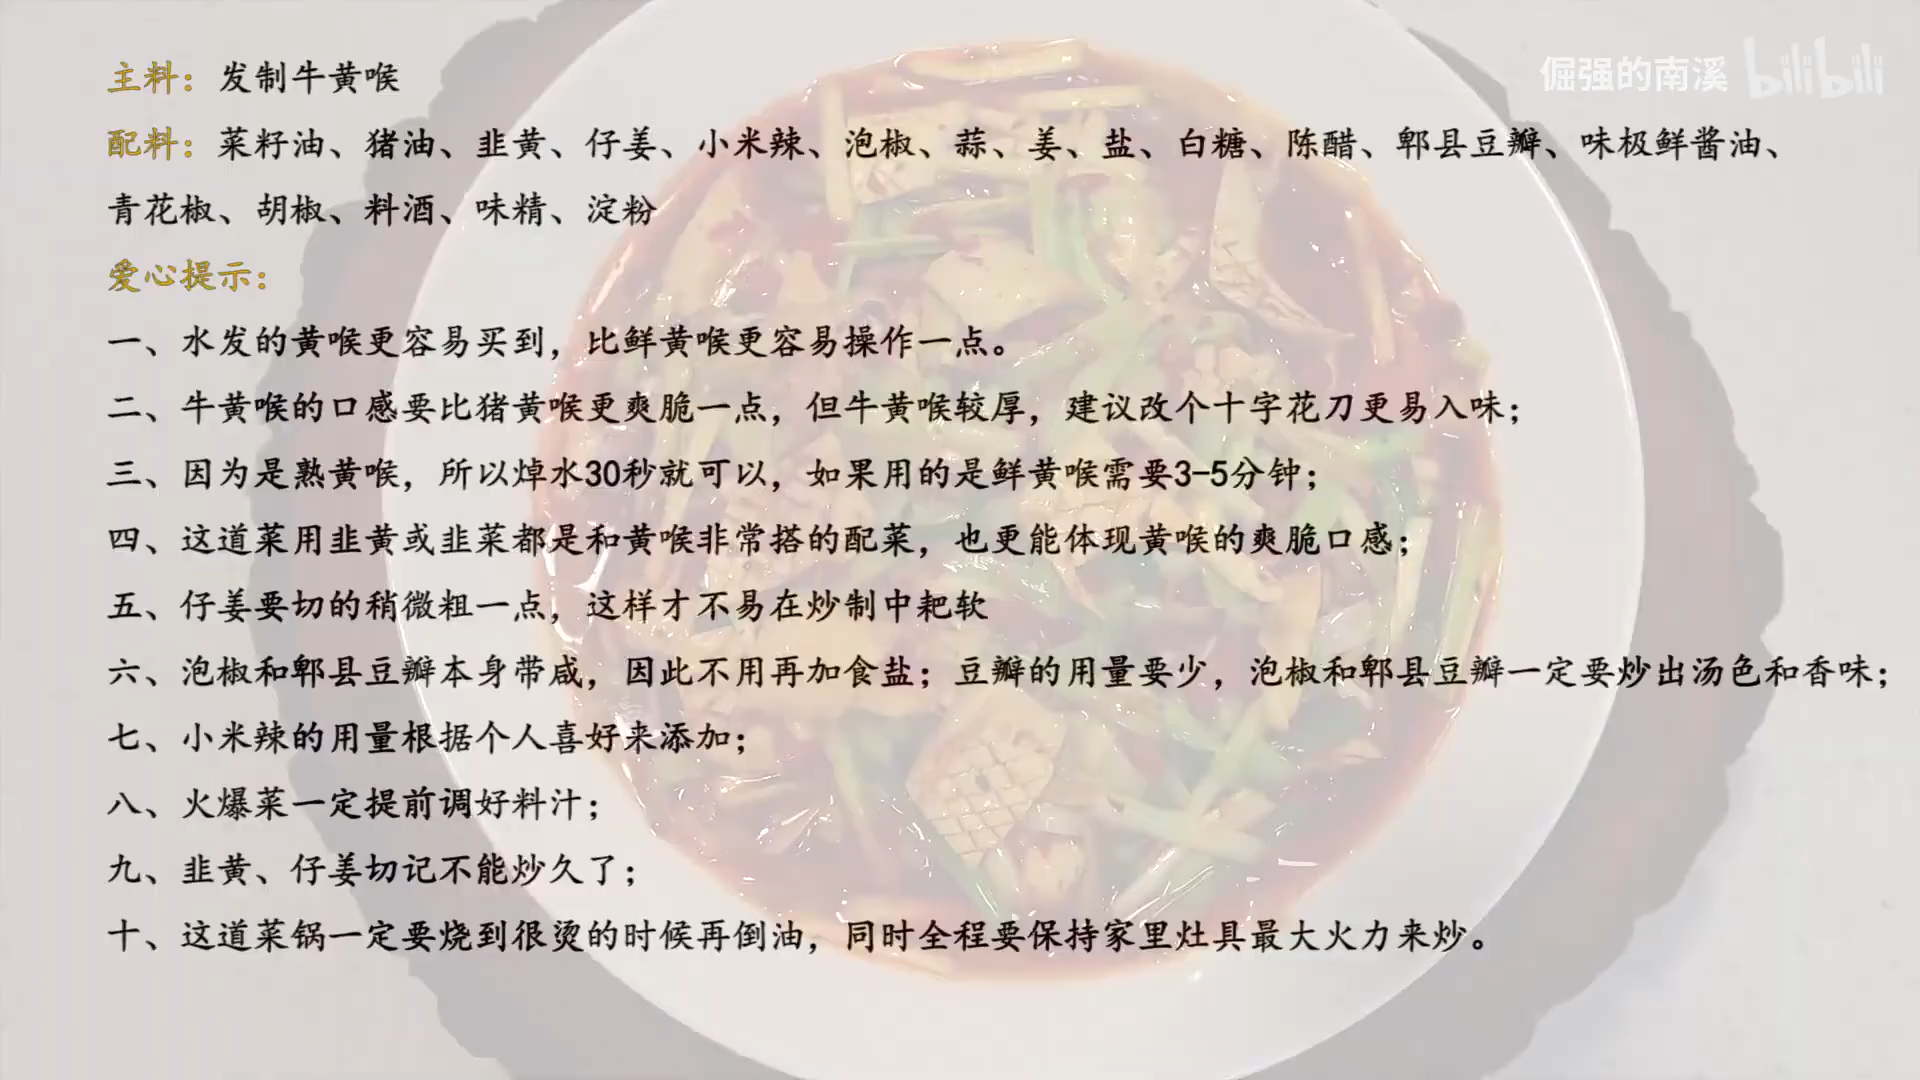 倔强的南溪 bilibili
主料：发制牛黄喉
配料：菜籽油、猪油、韭黄、仔姜、小米辣、泡椒、蒜、姜、盐、白糖、陈醋、郫县豆瓣、味极鲜酱油、
青花椒、胡椒、料酒、味精、淀粉
爱心提示：
一、水发的黄喉更容易买到，比鲜黄喉更容易操作一点。
二、牛黄喉的口感要比猪黄喉更爽脆一点，但牛黄喉较厚，建议改个十字花刀更易入味；
三、因为是熟黄喉，所以焯水30秒就可以，如果用的是鲜黄喉需要3-5分钟；
四、这道菜用韭黄或韭菜都是和黄喉非常搭的配菜，也更能体现黄喉的爽脆口感；
五、仔姜要切的稍微粗一点，这样才不易在炒制中耙软
六、泡椒和郫县豆瓣本身带咸，因此不用再加食盐；豆瓣的用量要少，泡椒和郫县豆瓣一定要炒出汤色和香味；
七、小米辣的用量根据个人喜好来添加；
八、火爆菜一定提前调好料汁；
九、韭黄、仔姜切记不能炒久了；
十、这道菜锅一定要烧到很烫的时候再倒油，同时全程要保持家里灶具最大火力来炒。